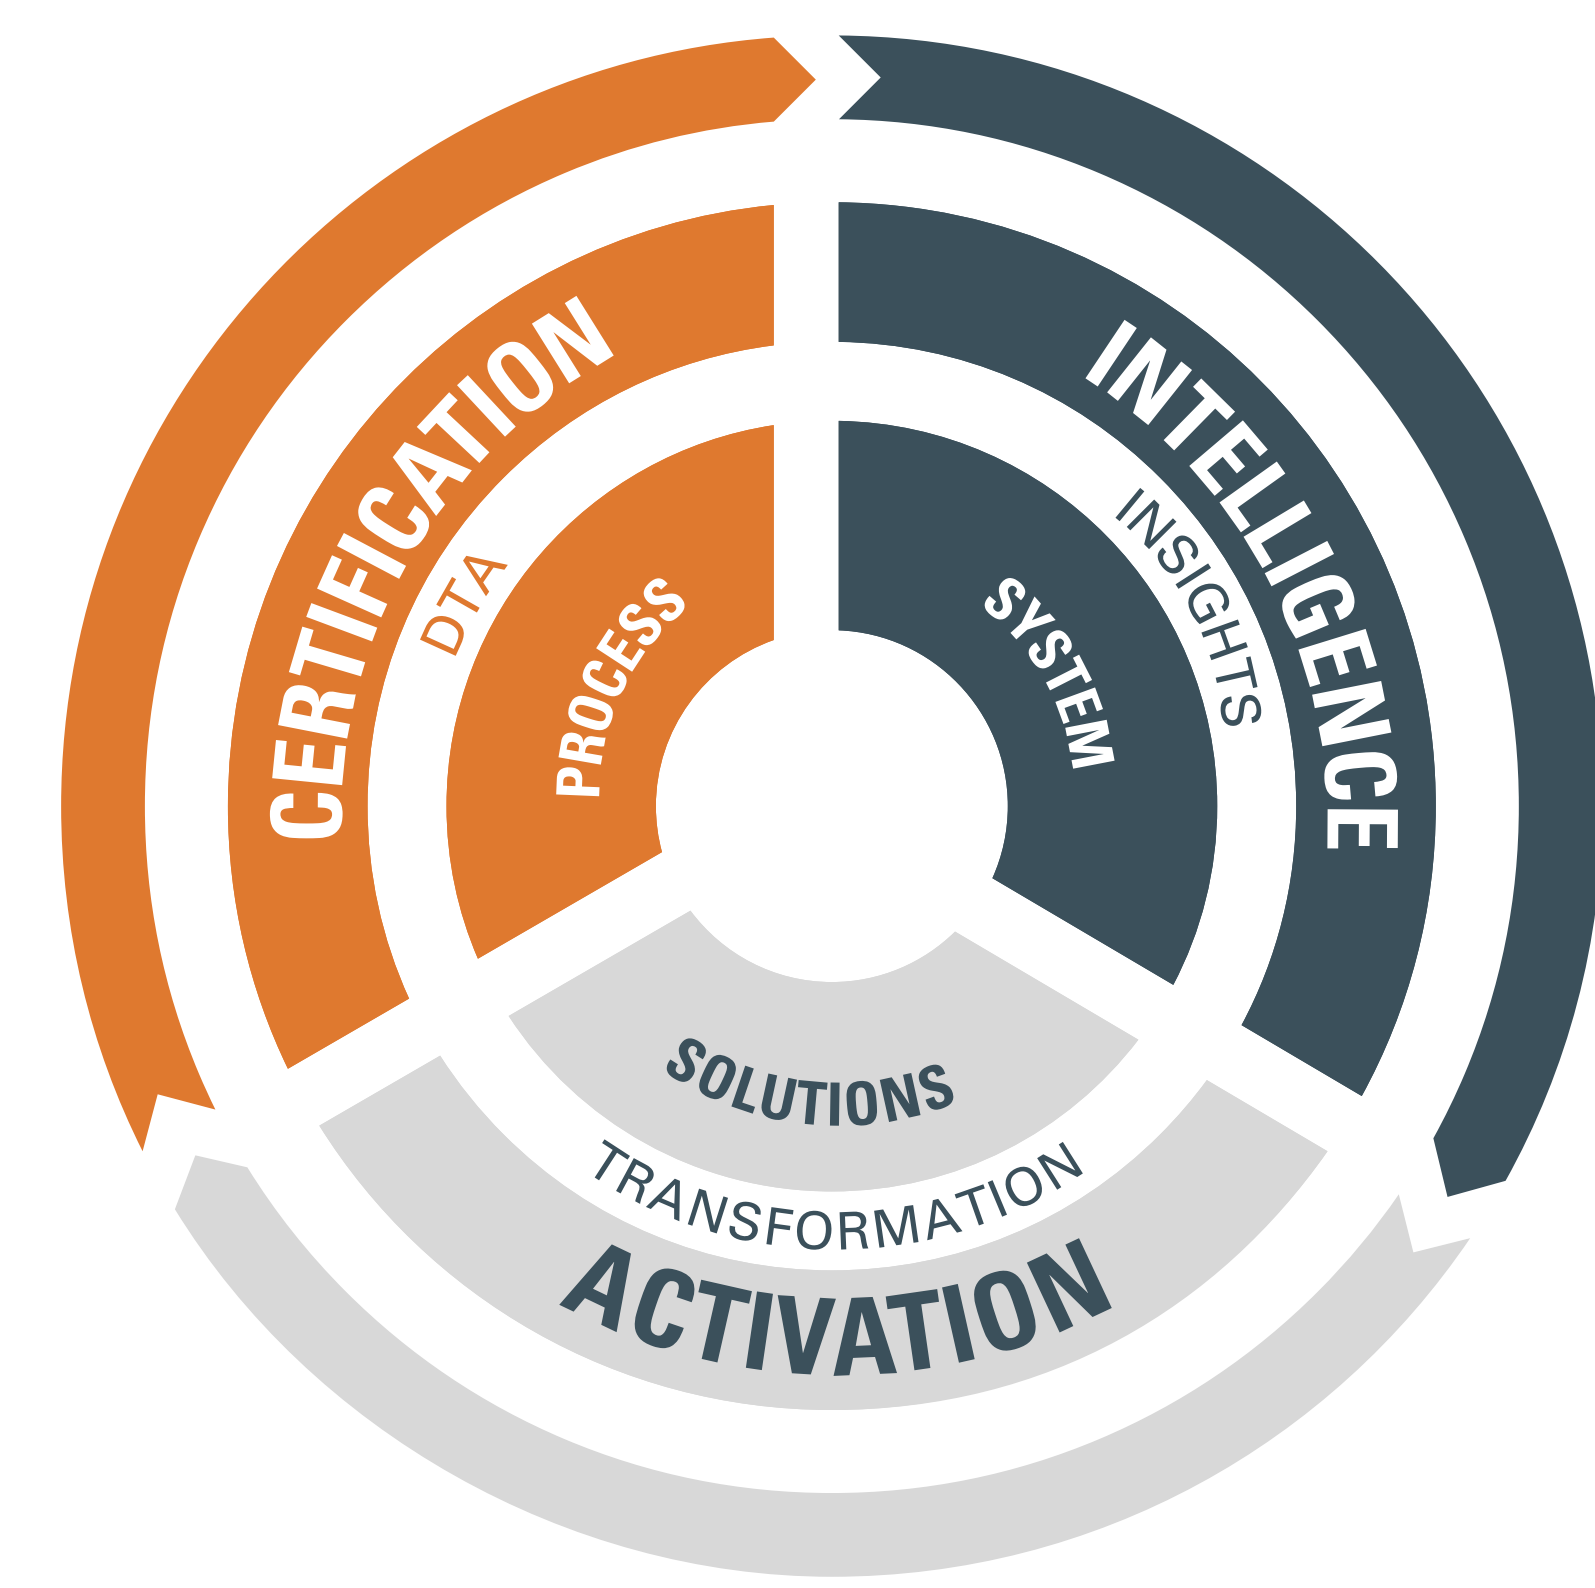 CERTIFICATION
DTA
PROCESS
INTELLIGENCE
INSIGHTS
SYSTEM
SOLUTIONS
TRANSFORMATION
ACTIVATION